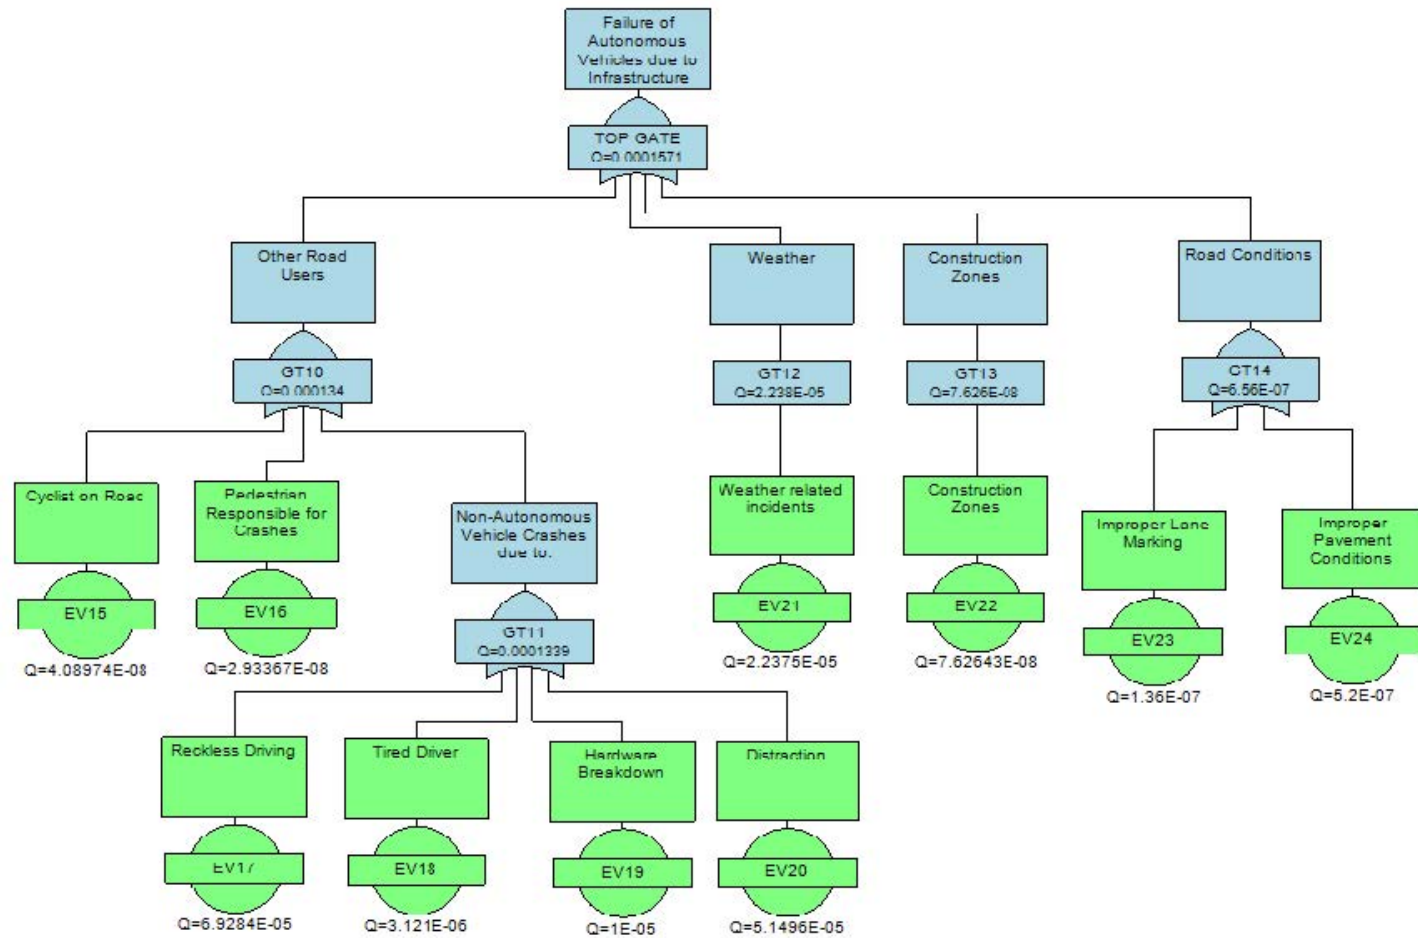 Failure of
Autonomous
Vehicles due to
Infrastructure
TOP GATE
Q=0.0001571
Other Road
Users
Weather
Construction
Zones
Road Conditions
GT10
Q=0.000134
GT12
Q=2.238E-05
GT13
Q=7.626E-08
GT14
Q=6.56E-07
Cyclist on Road
Pedestrian
Responsible for
Crashes
Non-Autonomous
Vehicle Crashes
due to.
Weather related
incidents
Construction
Zones
Improper Lane
Marking
Improper
Pavement
Conditions
EV15
Q=4.08974E-08
EV16
Q=2.93367E-08
GT11
Q=0.0001339
EV21
Q=2.2375E-05
EV22
Q=7.62643E-08
EV23
Q=1.36E-07
EV24
Q=5.2E-07
Reckless Driving
Tired Driver
Hardware
Breakdown
Distraction
EV17
Q=6.9284E-05
EV18
Q=3.121E-06
EV19
Q=1E-05
EV20
Q=5.1496E-05